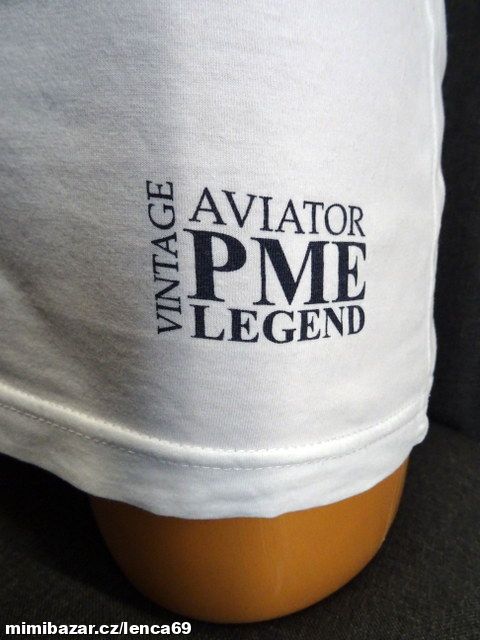 VINTAGE
AVIATOR
PME
LEGEND
mimibazar.cz/lenca69